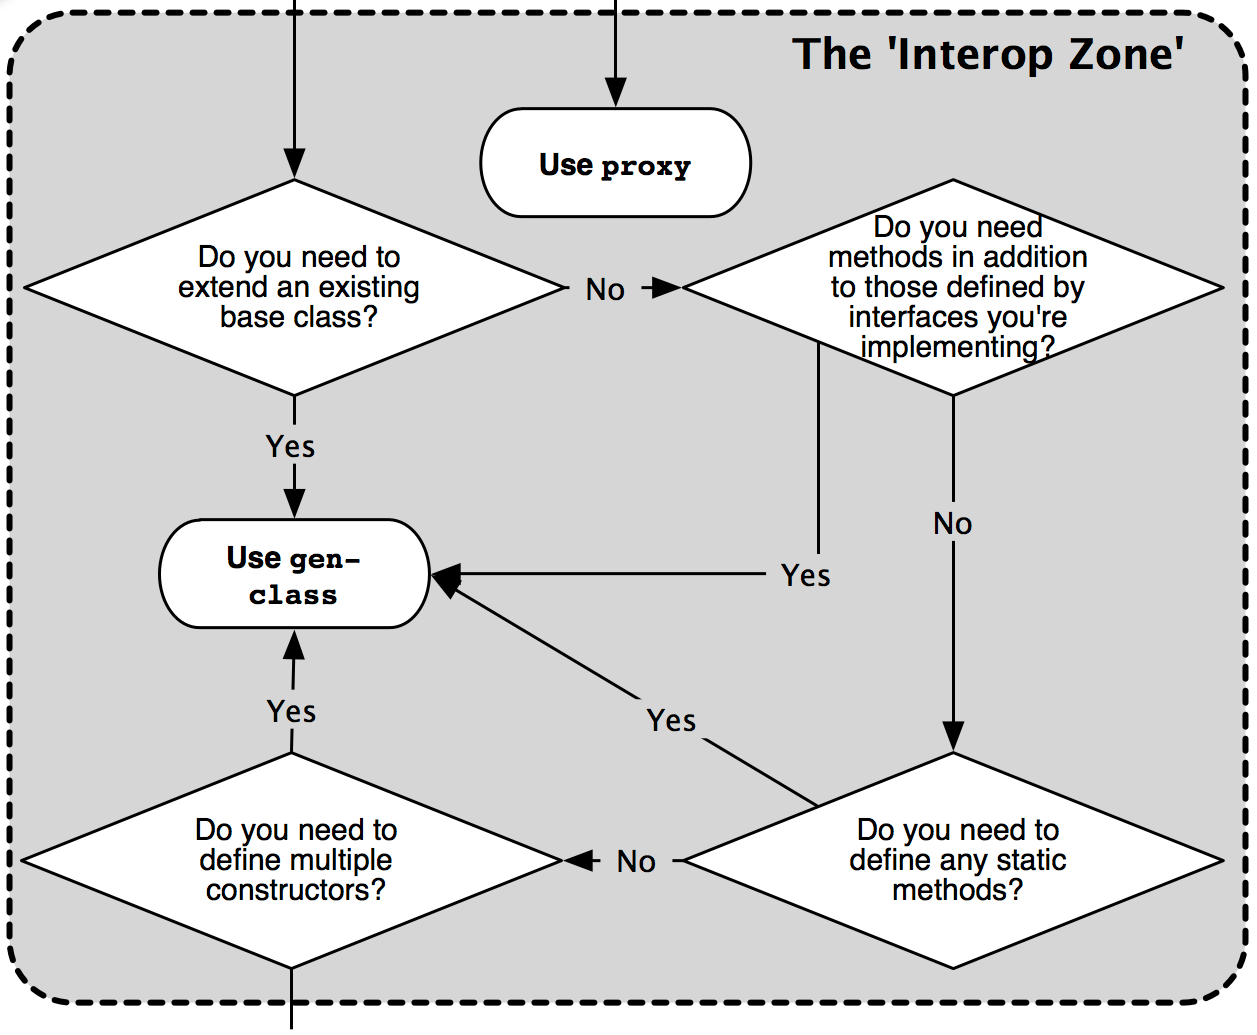 The 'Interop Zone'
Use proxy
Do you need to
extend an existing
base class?
No
Do you need
methods in addition
to those defined by
interfaces you're
implementing?
Yes
No
Use gen-
class
Yes
Yes
Yes
Do you need to
define multiple
constructors?
No
Do you need to
define any static
methods?